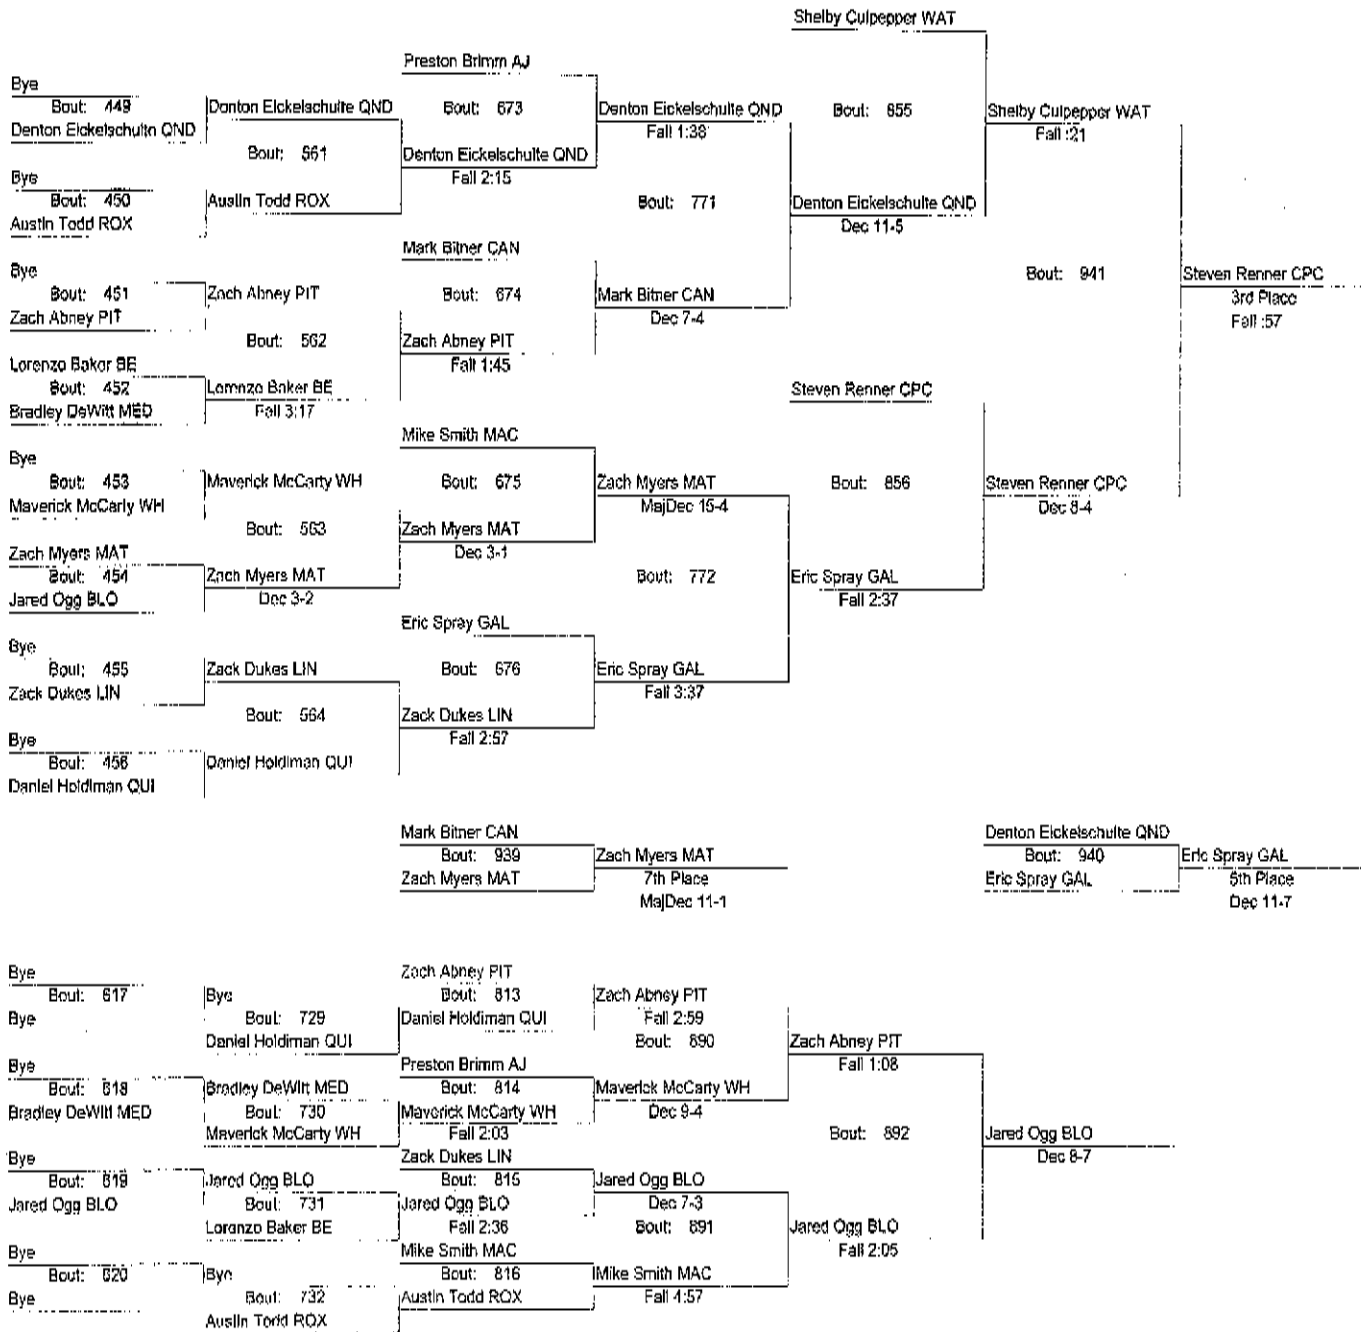 Shelby Culpepper WAT
Preston Brimm AJ
Bye
Bout: 449
Denton Eickelschulte QND
Denton Eickelschulte QND
Bout: 673
Denton Eickelschulte QND
Fall 1:38
Bout: 855
Shelby Culpepper WAT
Fall :21
Bout: 561
Denton Eickelschulte QND
Fall 2:15
Bye
Bout: 450
Austin Todd ROX
Austin Todd ROX
Bout: 771
Denton Eickelschulte QND
Dec 11-5
Mark Bitner CAN
Bye
Bout: 451
Zach Abney PIT
Zach Abney PIT
Bout: 674
Mark Bitner CAN
Dec 7-4
Bout: 941
Steven Renner CPC
3rd Place
Fall :57
Bout: 562
Zach Abney PIT
Fall 1:45
Lorenzo Baker BE
Bout: 452
Bradley DeWitt MED
Lorenzo Baker BE
Fall 3:17
Steven Renner CPC
Mike Smith MAC
Bye
Bout: 453
Maverick McCarty WH
Maverick McCarty WH
Bout: 675
Zach Myers MAT
MajDec 15-4
Bout: 856
Steven Renner CPC
Dec 8-4
Bout: 563
Zach Myers MAT
Dec 3-1
Zach Myers MAT
Bout: 454
Jared Ogg BLO
Zach Myers MAT
Dec 3-2
Bout: 772
Eric Spray GAL
Fall 2:37
Eric Spray GAL
Bye
Bout: 455
Zack Dukes LIN
Zack Dukes LIN
Bout: 676
Eric Spray GAL
Fall 3:37
Bout: 564
Zack Dukes LIN
Fall 2:57
Bye
Bout: 456
Daniel Holdiman QUI
Daniel Holdiman QUI
Mark Bitner CAN
Bout: 939
Zach Myers MAT
Zach Myers MAT
7th Place
MajDec 11-1
Denton Eickelschulte QND
Bout: 940
Eric Spray GAL
Eric Spray GAL
5th Place
Dec 11-7
Bye
Bout: 617
Bye
Bye
Bout: 729
Daniel Holdiman QUI
Zach Abney PIT
Bout: 813
Daniel Holdiman QUI
Zach Abney PIT
Fall 2:59
Bout: 890
Zach Abney PIT
Fall 1:08
Bye
Bout: 618
Bradley DeWitt MED
Bradley DeWitt MED
Bout: 730
Maverick McCarty WH
Preston Brimm AJ
Bout: 814
Maverick McCarty WH
Fall 2:03
Maverick McCarty WH
Dec 9-4
Bout: 892
Jared Ogg BLO
Dec 8-7
Bye
Bout: 619
Jared Ogg BLO
Jared Ogg BLO
Bout: 731
Lorenzo Baker BE
Zack Dukes LIN
Bout: 815
Jared Ogg BLO
Fall 2:36
Jared Ogg BLO
Dec 7-3
Bout: 891
Jared Ogg BLO
Fall 2:05
Bye
Bout: 620
Bye
Bye
Bout: 732
Austin Todd ROX
Mike Smith MAC
Bout: 816
Austin Todd ROX
Mike Smith MAC
Fall 4:57